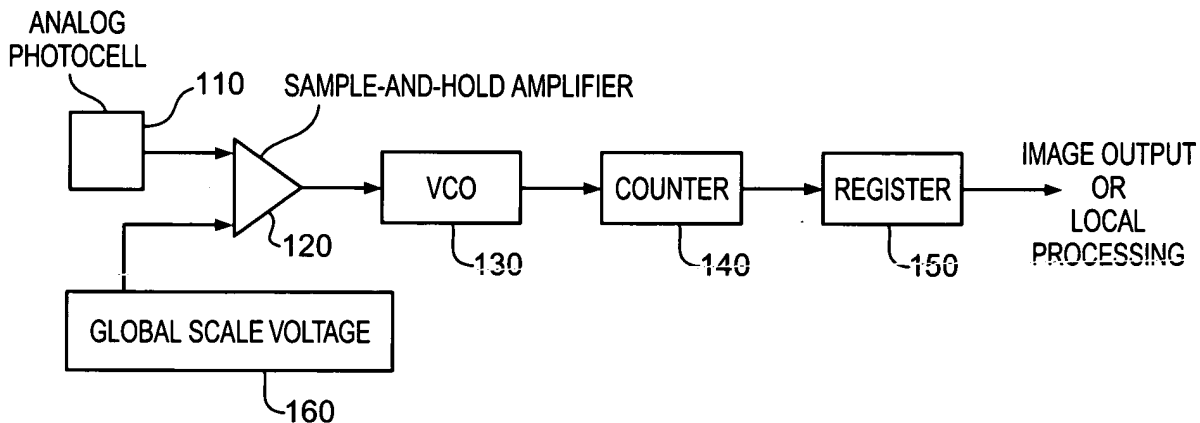 ANALOG
PHOTOCELL
110
SAMPLE-AND-HOLD AMPLIFIER
120
VCO
130
COUNTER
140
REGISTER
150
IMAGE OUTPUT
OR
LOCAL
PROCESSING
GLOBAL SCALE VOLTAGE
160